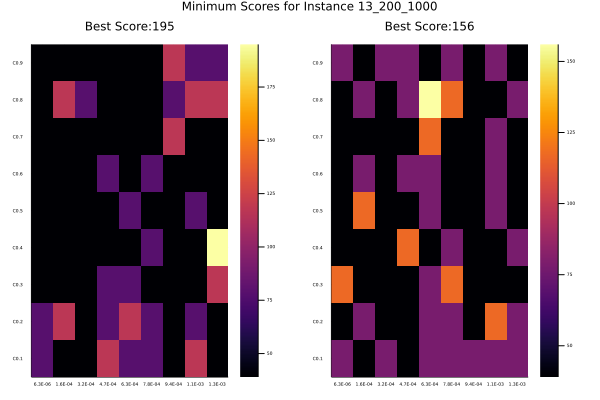 Minimum Scores for Instance 13_200_1000
Best Score:195
Best Score:156
C0.9
C0.8
C0.7
C0.6
C0.5
C0.4
C0.3
C0.2
C0.1
6.3E-06 1.6E-04 3.2E-04 4.7E-04 6.3E-04 7.8E-04 9.4E-04 1.1E-03 1.3E-03
175
150
125
100
75
50
C0.9
C0.8
C0.7
C0.6
C0.5
C0.4
C0.3
C0.2
C0.1
6.3E-06 1.6E-04 3.2E-04 4.7E-04 6.3E-04 7.8E-04 9.4E-04 1.1E-03 1.3E-03
150
125
100
75
50